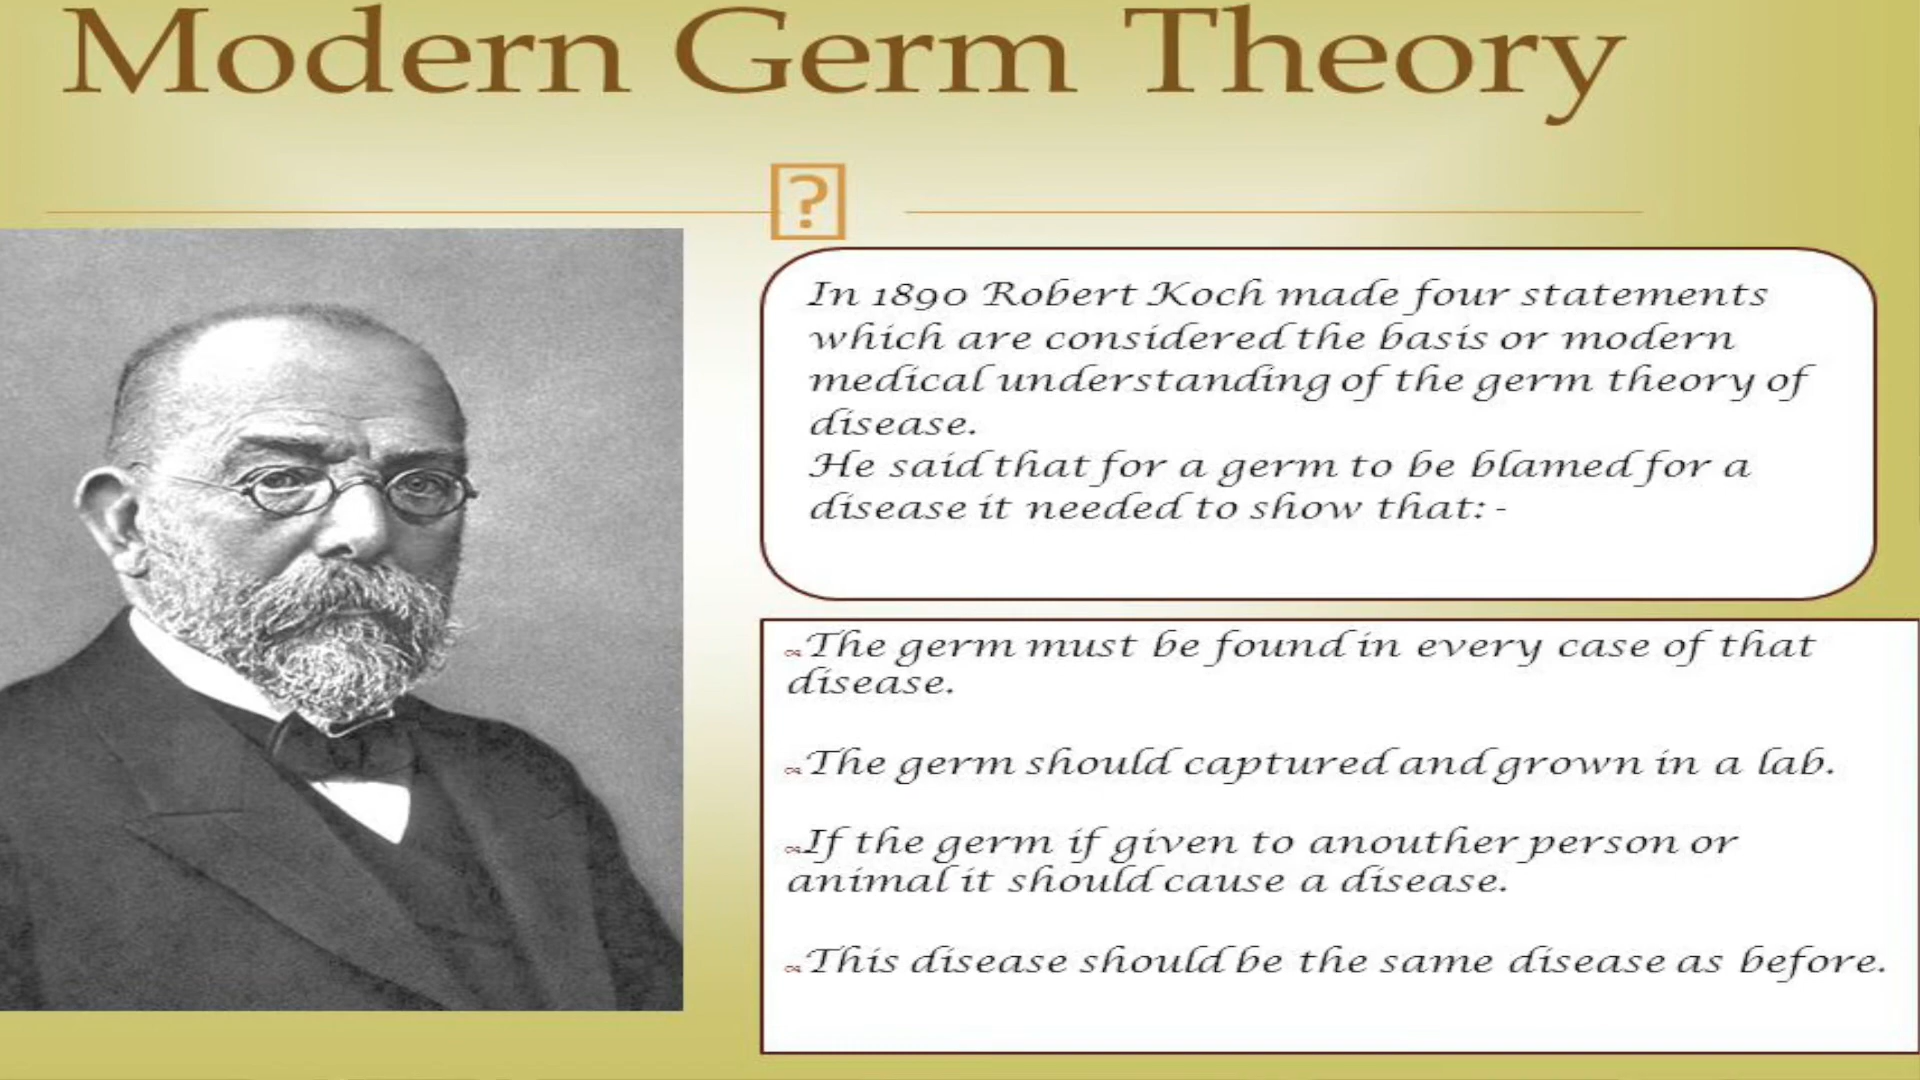 Modern Germ Theory
In 1890 Robert Koch made four statements
which are considered the basis or modern
medical understanding of the germ theory of
disease.
He said that for a germ to be blamed for a
disease it needed to show that: -
The germ must be found in every case of that
disease.
The germ should captured and grown in a lab.
If the germ if given to anouther person or
animal it should cause a disease.
This disease should be the same disease as before.